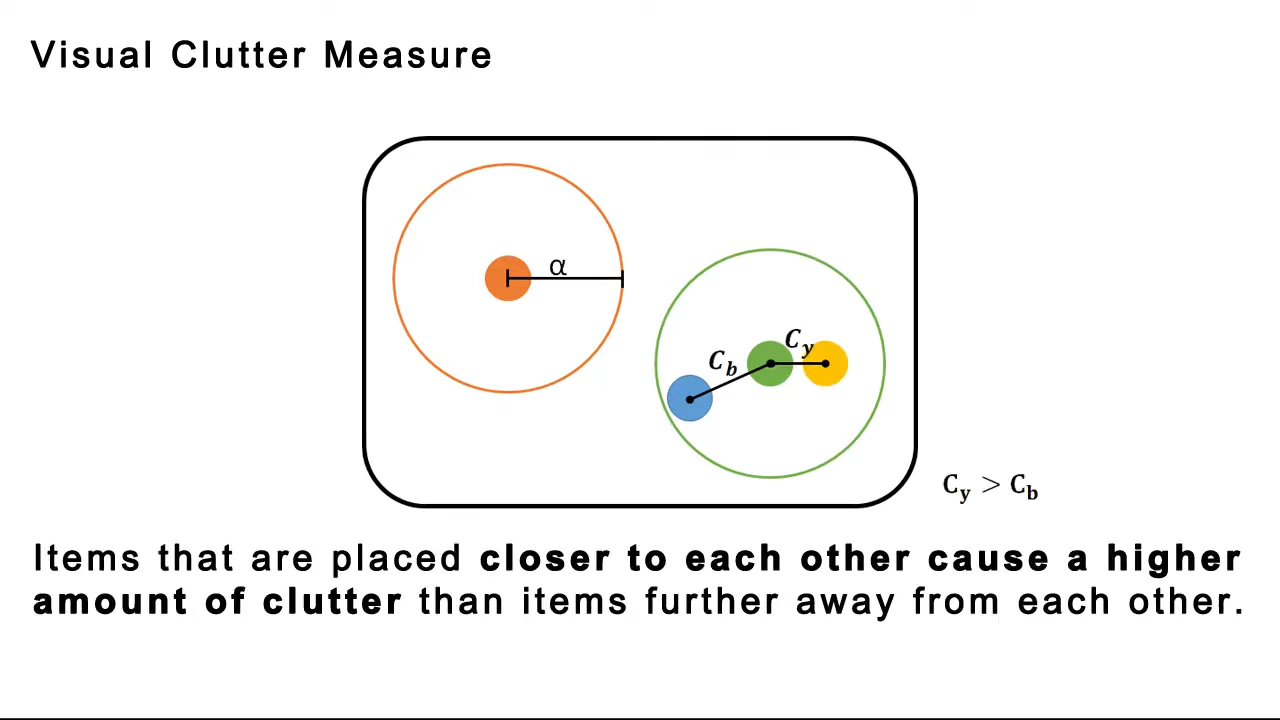 Visual Clutter Measure
α
C_y
C_b
C_y > C_b
Items that are placed closer to each other cause a higher
amount of clutter than items further away from each other.